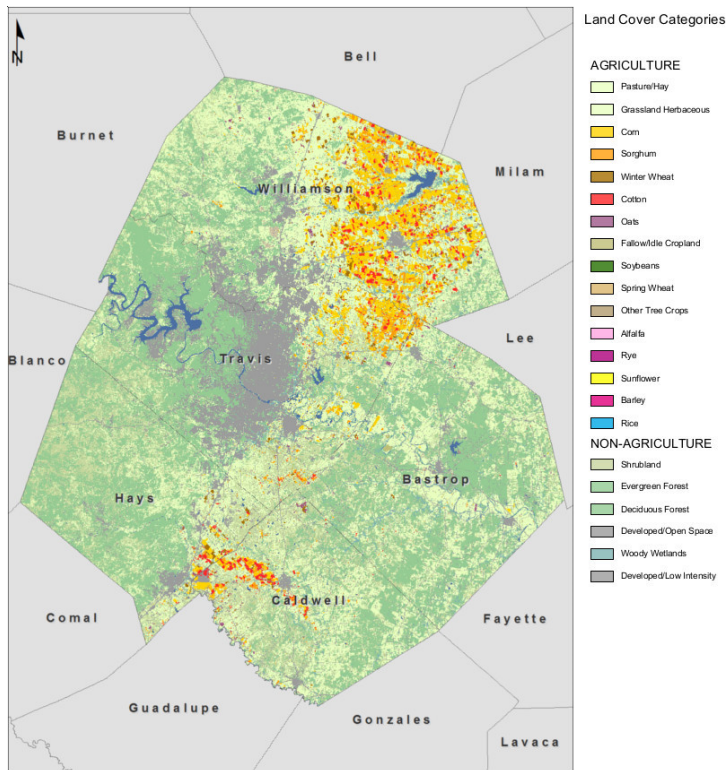 Land Cover Categories
N
Bell
Burnet
Milam
Williamson
Lee
Blanco
Travis
Bastrop
Hays
Caldwell
Comal
Fayette
Guadalupe
Gonzales
Lavaca
AGRICULTURE
Pasture/Hay
Grassland Herbaceous
Corn
Sorghum
Winter Wheat
Cotton
Oats
Fallow/Idle Cropland
Soybeans
Spring Wheat
Other Tree Crops
Alfalfa
Rye
Sunflower
Barley
Rice
NON-AGRICULTURE
Shrubland
Evergreen Forest
Deciduous Forest
Developed/Open Space
Woody Wetlands
Developed/Low Intensity